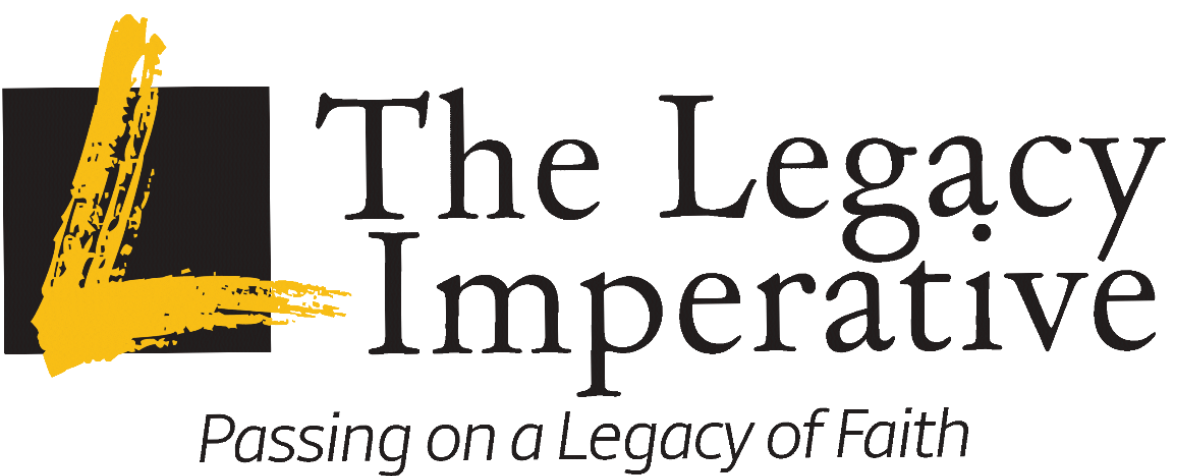 The Legacy
Imperative
Passing on a Legacy of Faith